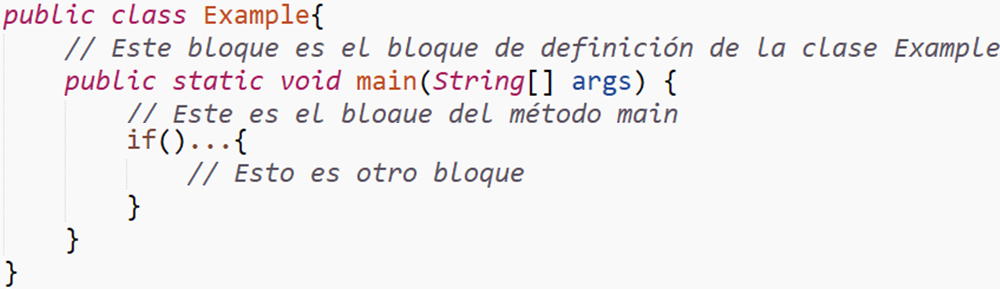 public class Example{
// Este bloque es el bloque de definición de la clase Example
public static void main(String[] args) {
// Este es el bloque del método main
if()...{
// Esto es otro bloque
}
}
}